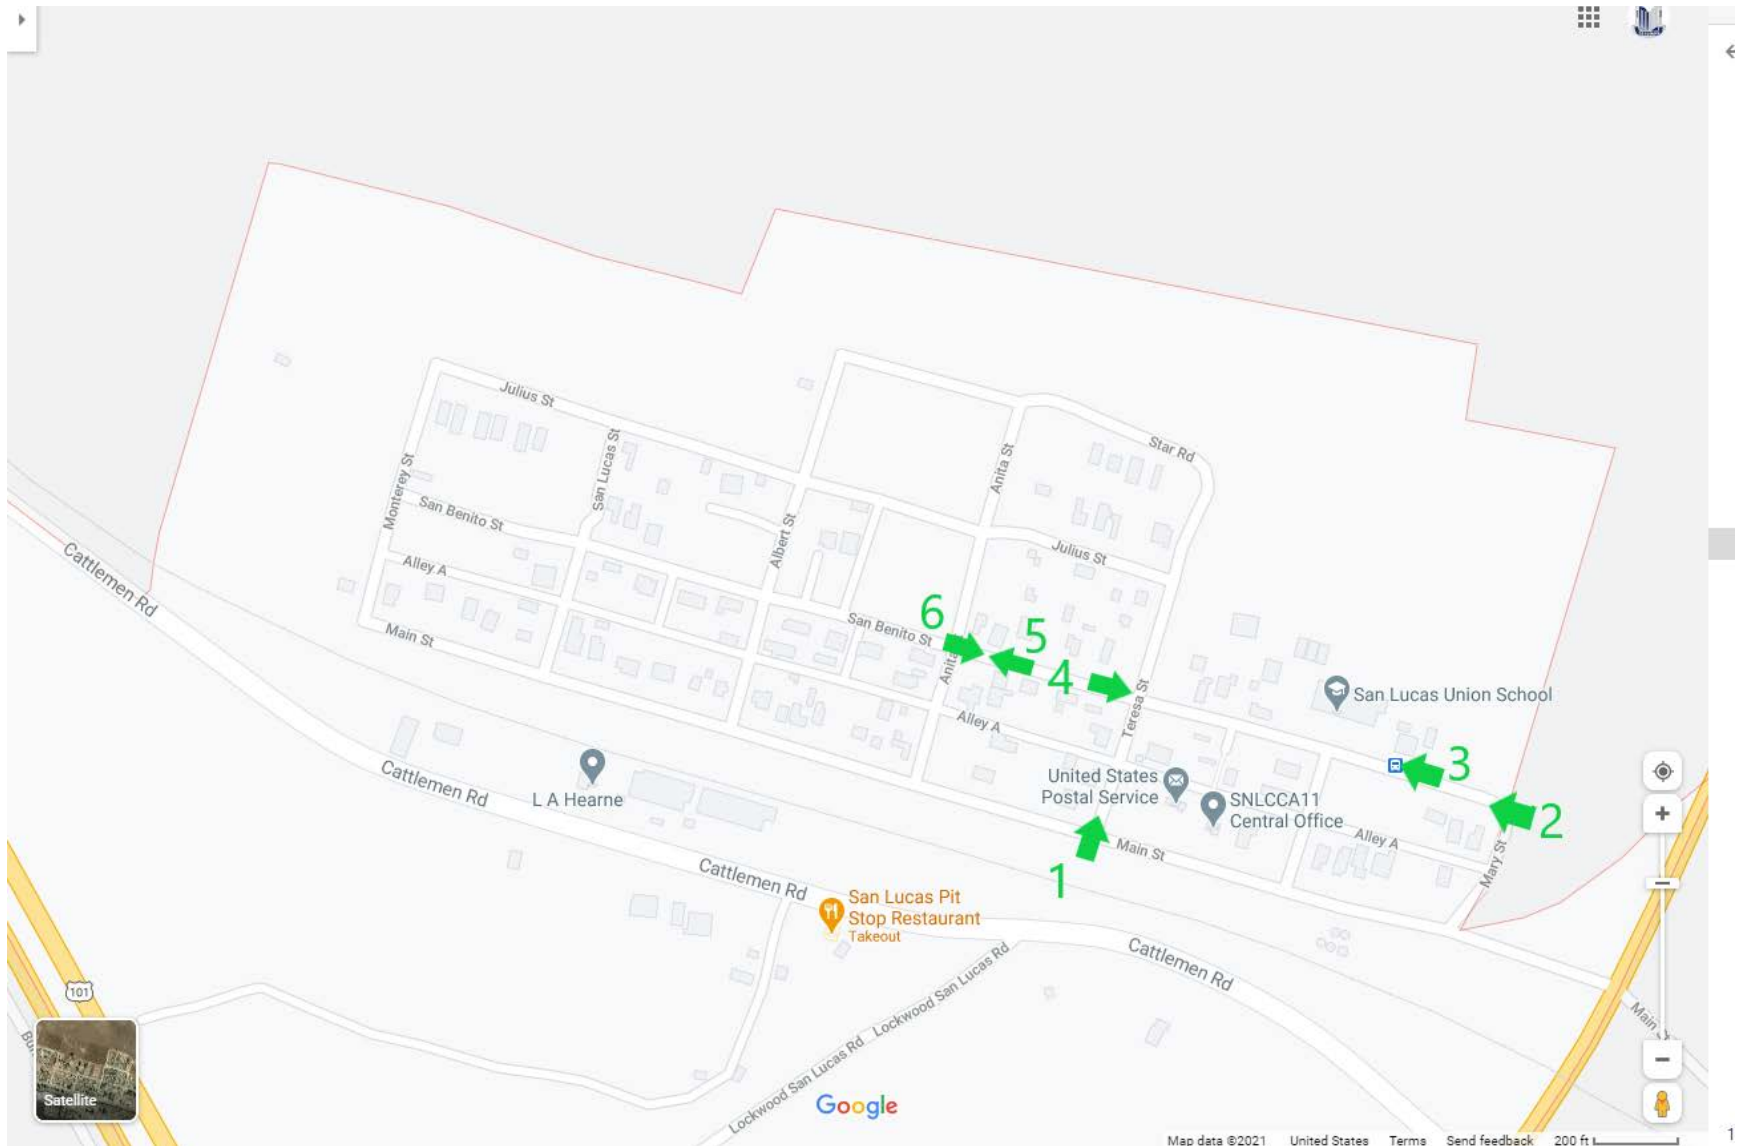 Julius St
Star Rd
Anita St
San Lucas St
Monterey St
San Benito St
Albert St
Julius St
Cattlemen Rd
Alley A
6
San Benito St
5
Main St
4
Teresa St
San Lucas Union School
Alley A
3
United States
Postal Service
Cattlemen Rd
L A Hearne
SNLCCA11
Central Office
2
Alley A
Main St
Mary St
1
Cattlemen Rd
San Lucas Pit
Stop Restaurant
Takeout
Cattlemen Rd
Lockwood San Lucas Rd
101
Main
Lockwood San Lucas Rd
Satellite
Google
Map data ©2021 United States Terms Send feedback 200 ft
1